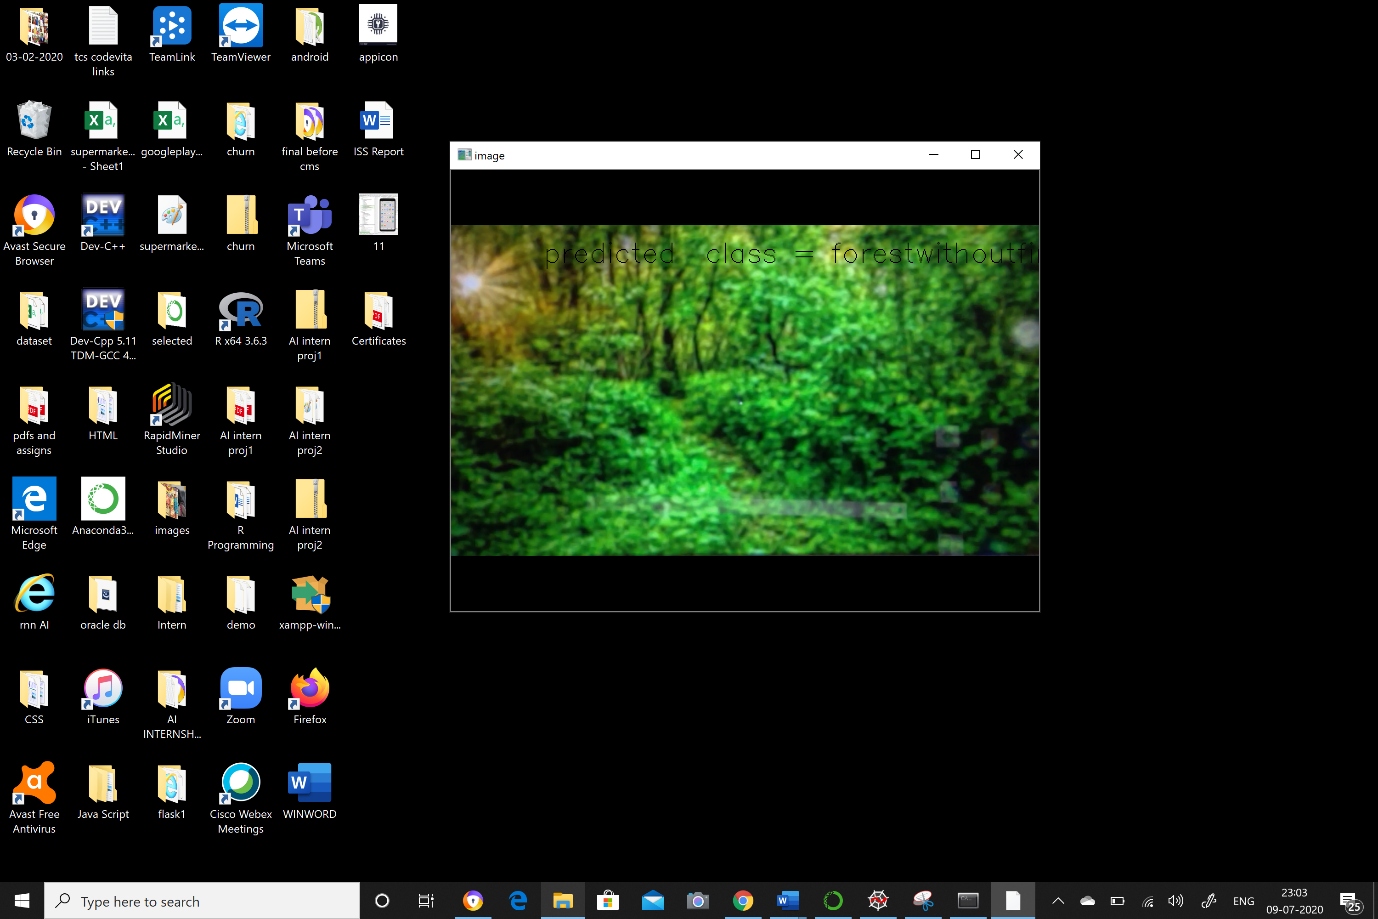 03-02-2020
tcs codevita
links
TeamLink
TeamViewer
android
appicon
Recycle Bin
supermarke...
- Sheet1
googleplay...
churn
final before
cms
ISS Report
Avast Secure
Browser
Dev-C++
supermarke...
churn
Microsoft
Teams
11
dataset
Dev-Cpp 5.11
TDM-GCC 4...
selected
R x64 3.6.3
AI intern
proj1
Certificates
pdfs and
assigns
HTML
RapidMiner
Studio
AI intern
proj1
AI intern
proj2
Microsoft
Edge
Anaconda3...
images
R
Programming
AI intern
proj2
rnn AI
oracle db
Intern
demo
xampp-win...
CSS
iTunes
AI
INTERNSH...
Zoom
Firefox
Avast Free
Antivirus
Java Script
flask1
Cisco Webex
Meetings
WINWORD
image
predicted class = forestwithoutfi
Type here to search
ENG
23:03
09-07-2020
25